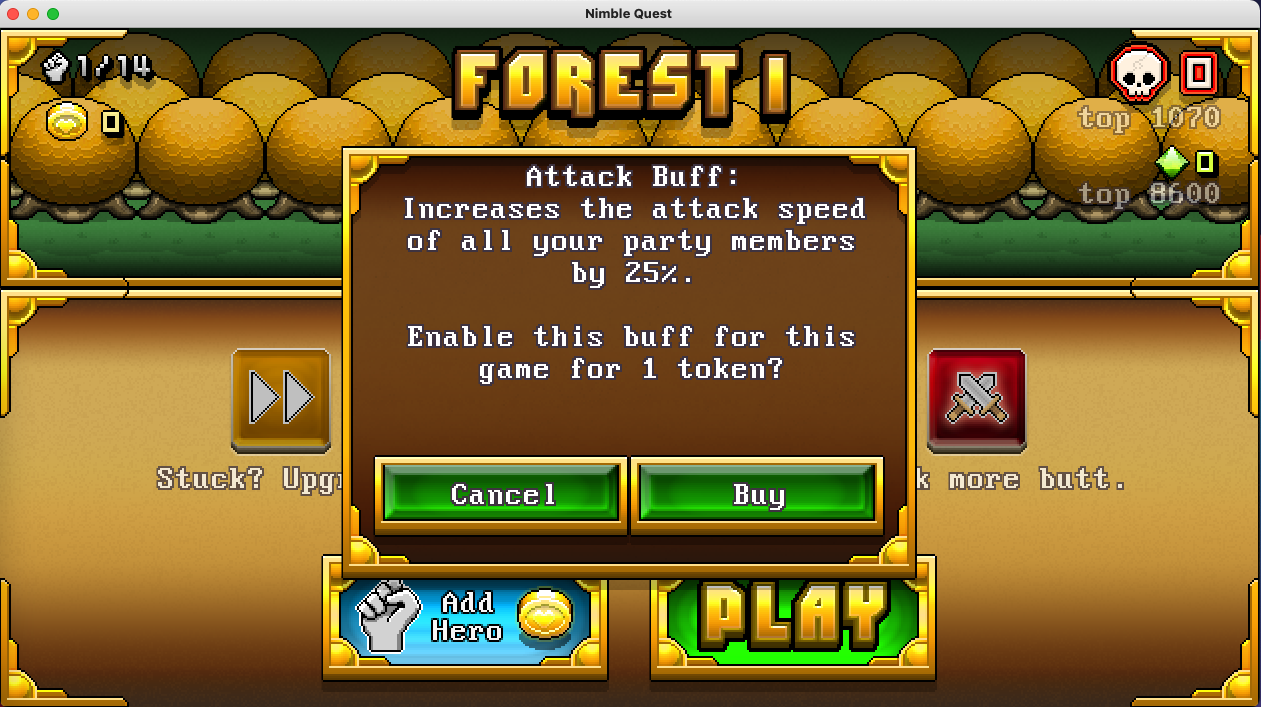 Nimble Quest
1/14
FOREST 1
0
0
top 1070
0
top 8600
Attack Buff:
Increases the attack speed
of all your party members
by 25%.
Enable this buff for this
game for 1 token?
Stuck?
more butt.
Cancel
Buy
Add
Hero
PLAY